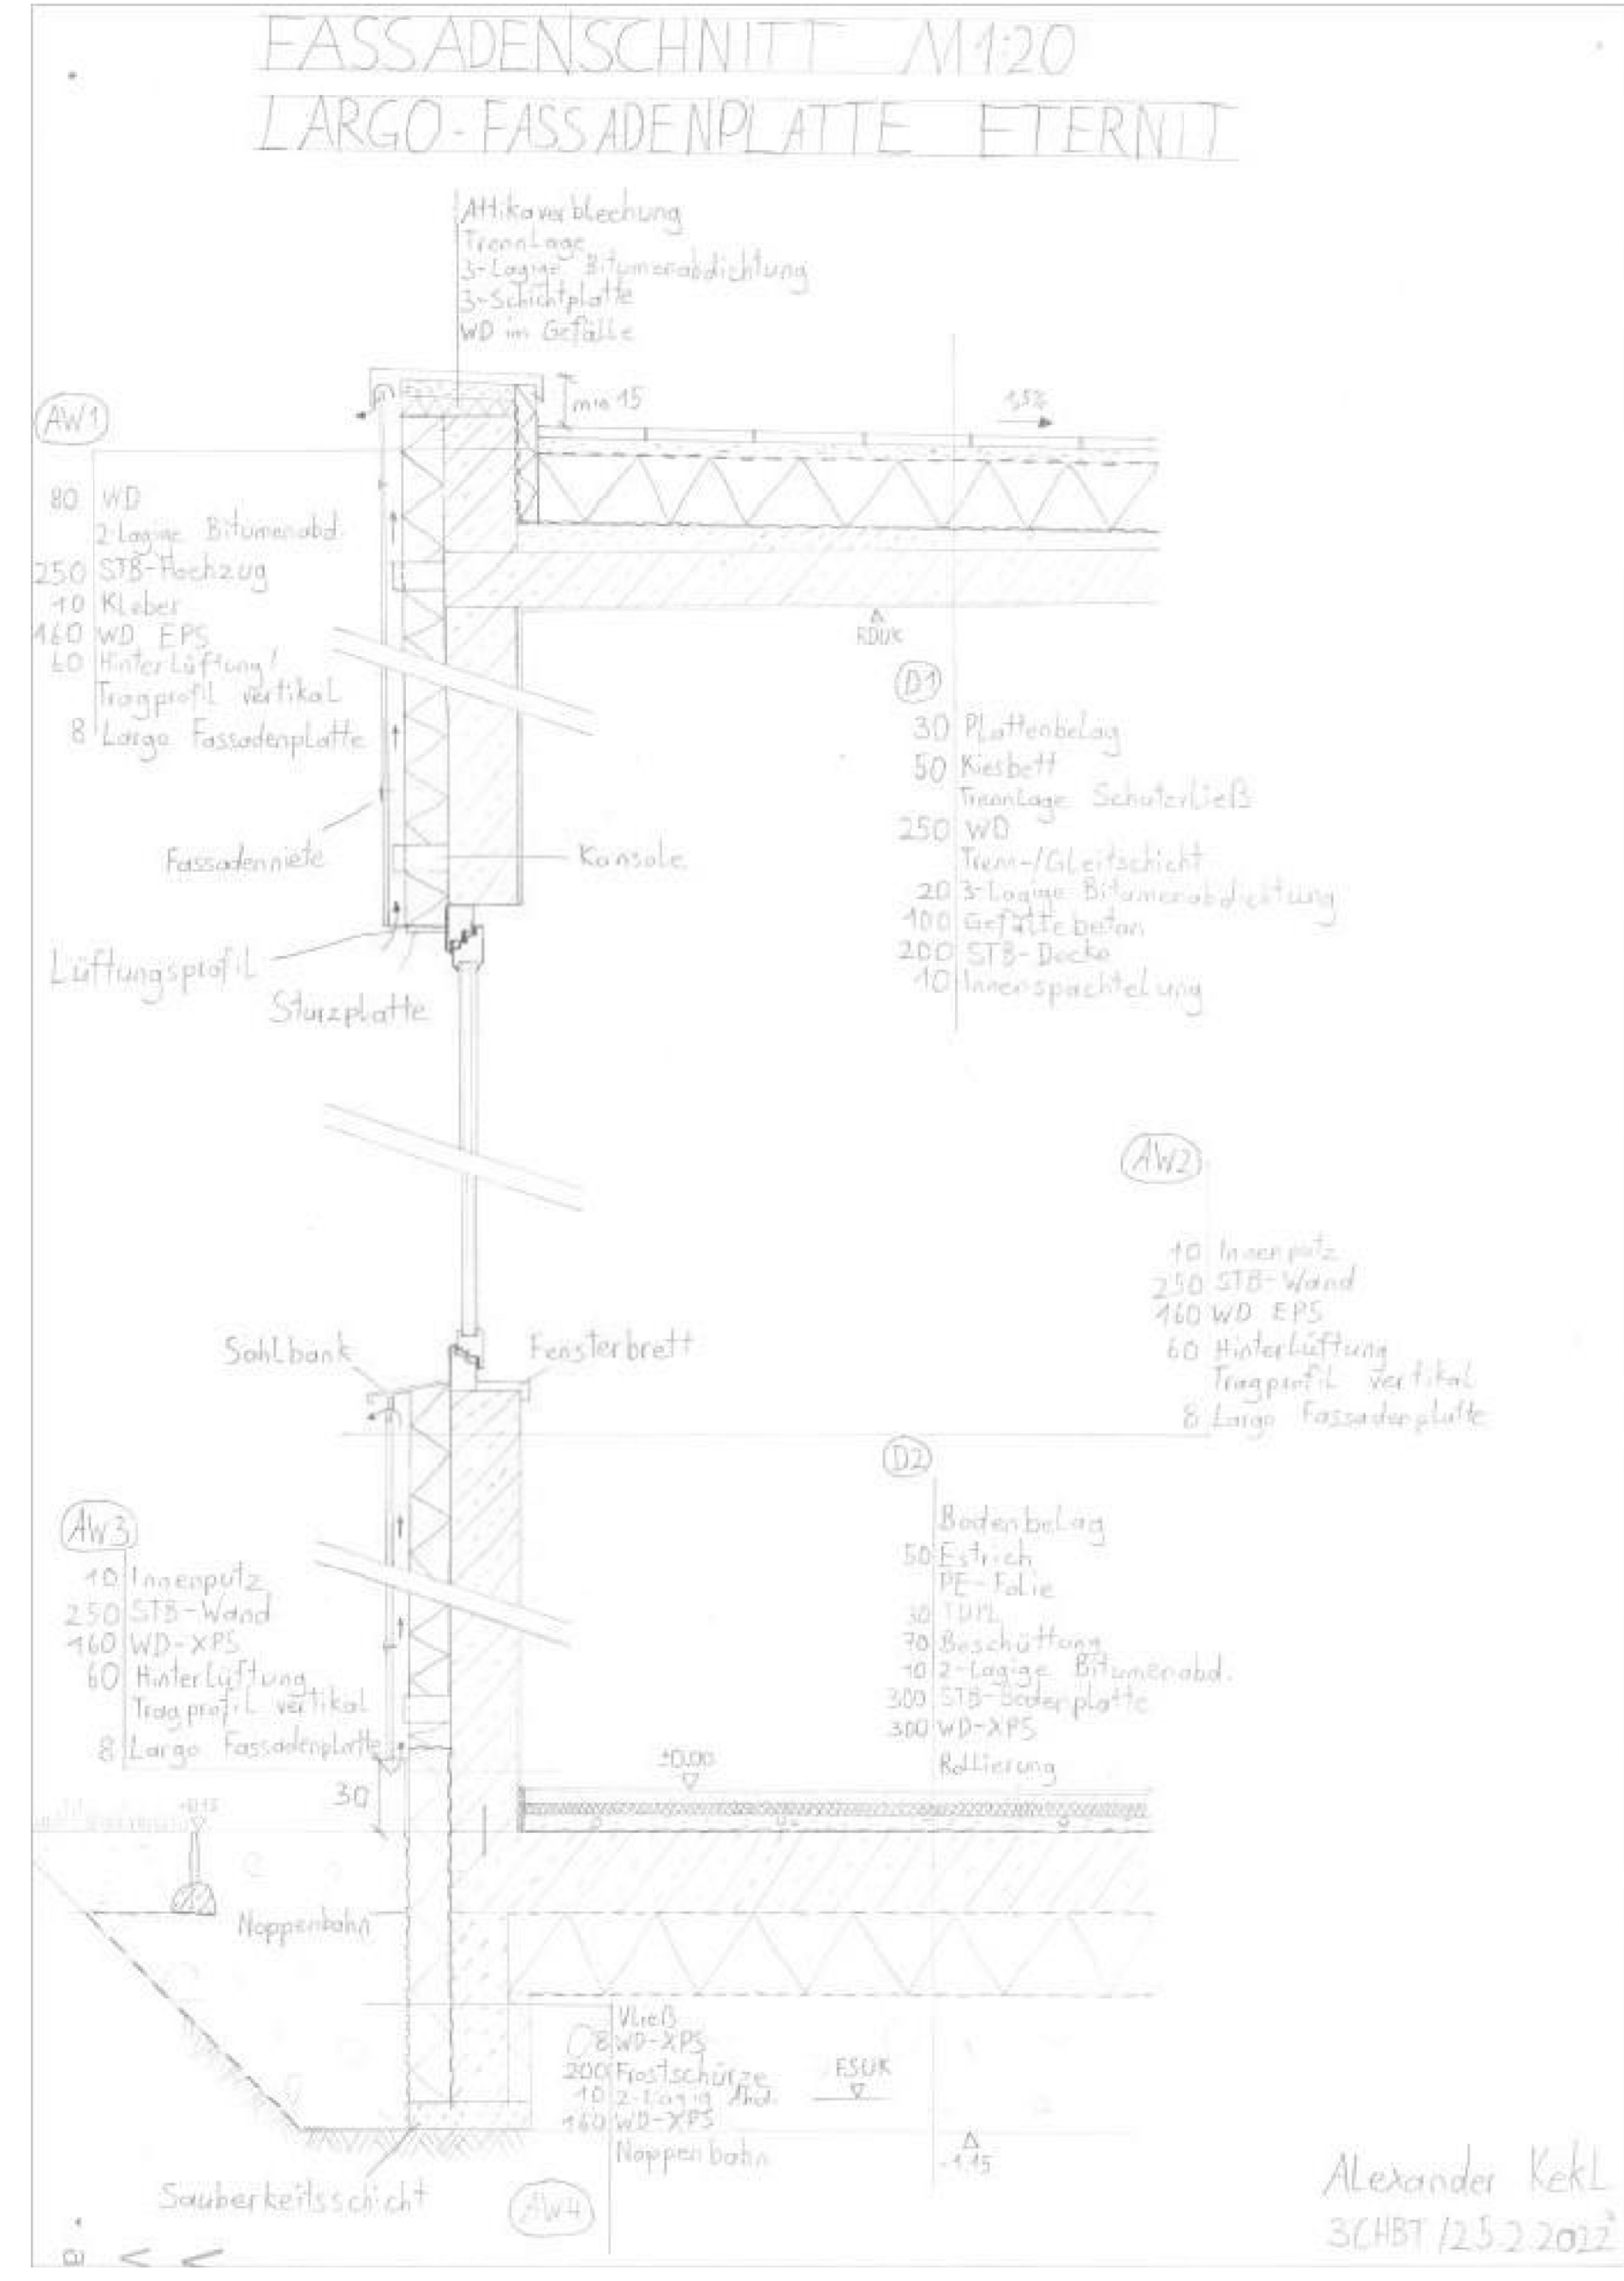 FASSADENSCHNITT M1:20
LARGO-FASSADENPLATTE ETERNIT
Attikaverblechung
Trennlage
3-Lagige Bitumenabdichtung
3-Schichtplatte
WD im Gefälle
min 15
1,5%
AW1
80 WD
2-Lagige Bitumenabd.
250 STB-Hochzug
10 Kleber
160 WD EPS
60 Hinterlüftung/
Tragprofil vertikal
8 Largo Fassadenplatte
RDUK
D1
30 Plattenbelag
50 Kiesbett
Trennlage
250 WD
Trenn-/Gleitschicht
20 3-Lagige Bitumenabdichtung
100 Gefällebeton
200 STB-Decke
10 Innenspachtelung
Fassadenniete
Konsole
Lüftungsprofil
Sturzplatte
AW2
10 Innenputz
250 STB-Wand
160 WD EPS
60 Hinterlüftung
Tragprofil vertikal
8 Largo Fassadenplatte
Sohlbank
Fensterbrett
D2
Bodenbelag
50 Estrich
PE-Folie
30
70 Beschüttung
10 2-Lagige Bitumenabd.
300 STB-Bodenplatte
300 WD-XPS
Rollierung
AW3
10 Innenputz
250 STB-Wand
160 WD-XPS
60 Hinterlüftung
Tragprofil vertikal
8 Largo Fassadenplatte
30
±0,00
Noppenbahn
Vließ
8 WD-XPS
200 Frostschürze
10 2-Lagig Abd.
160 WD-XPS
Noppenbahn
FSUK
-1.15
Sauberkeitsschicht
AW4
Alexander Kekl
3CHBT/25.2.2022